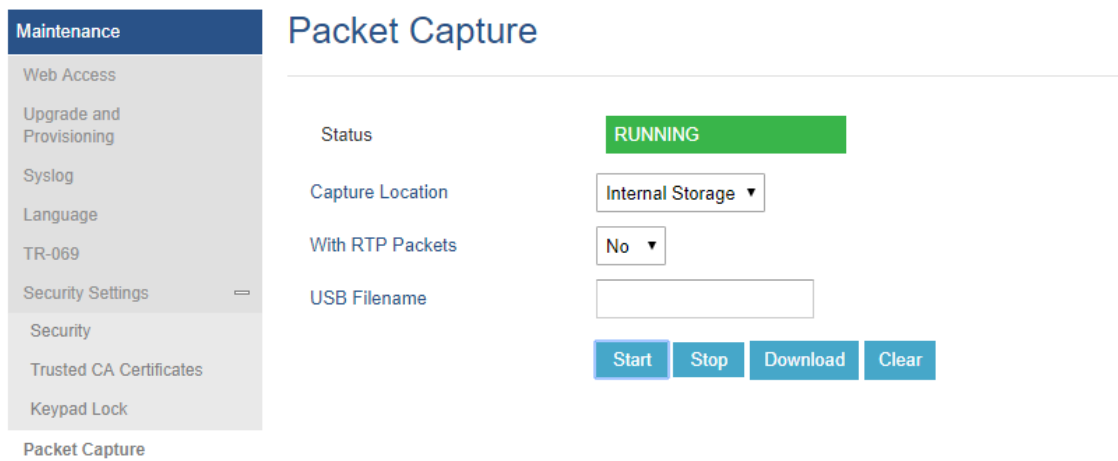 Maintenance
Web Access
Upgrade and
Provisioning
Syslog
Language
TR-069
Security Settings
Security
Trusted CA Certificates
Keypad Lock
Packet Capture
Packet Capture
Status
RUNNING
Capture Location
Internal Storage
With RTP Packets
No
USB Filename
Start
Stop
Download
Clear